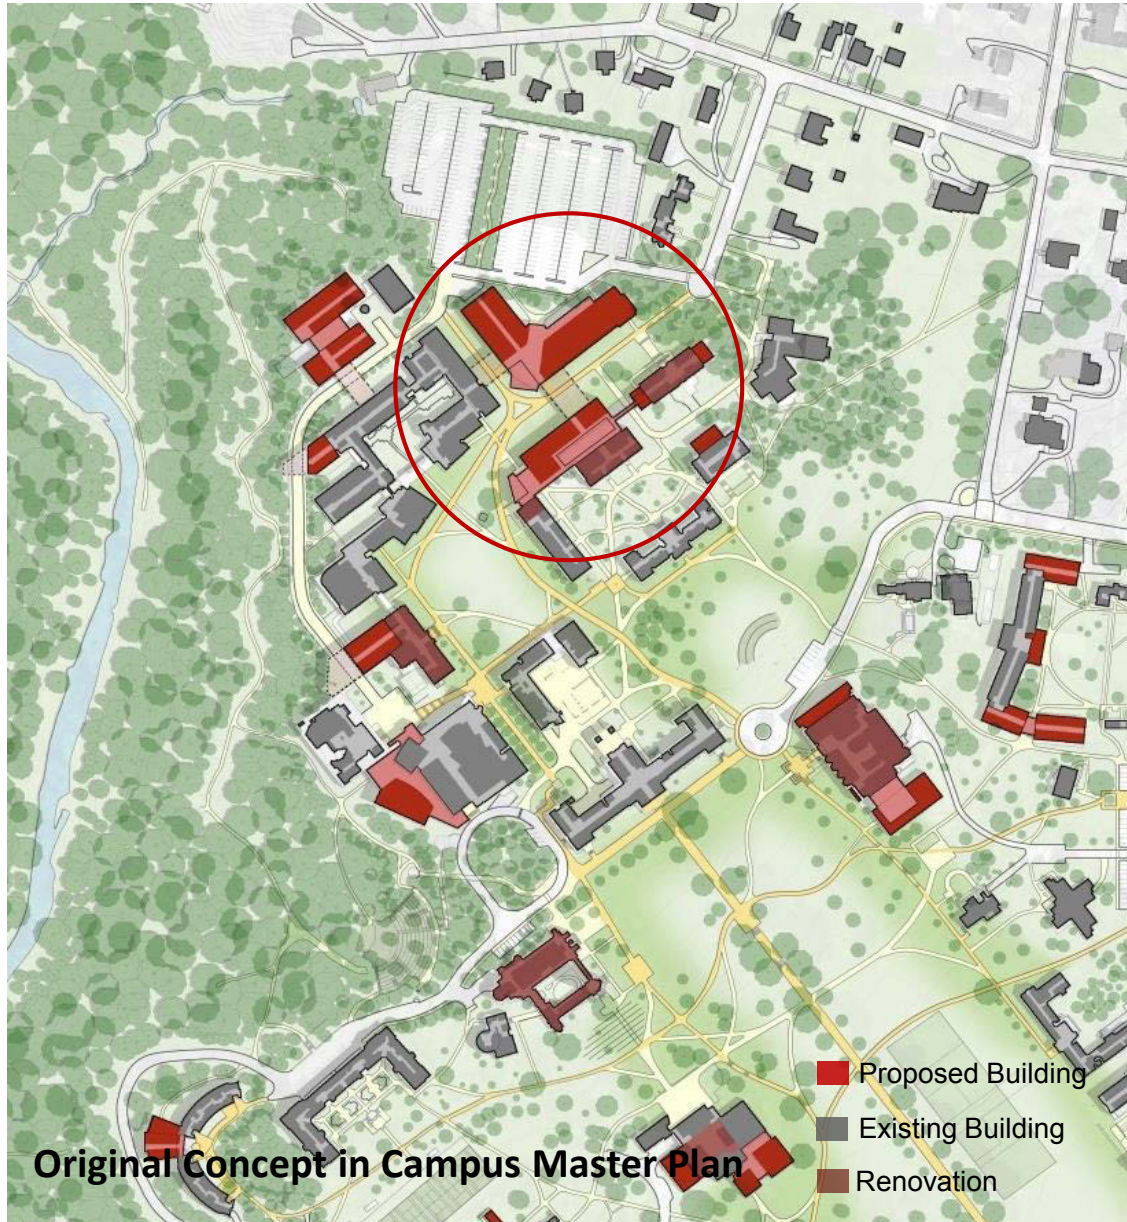 Proposed Building
Existing Building
Original Concept in Campus Master Plan
Renovation